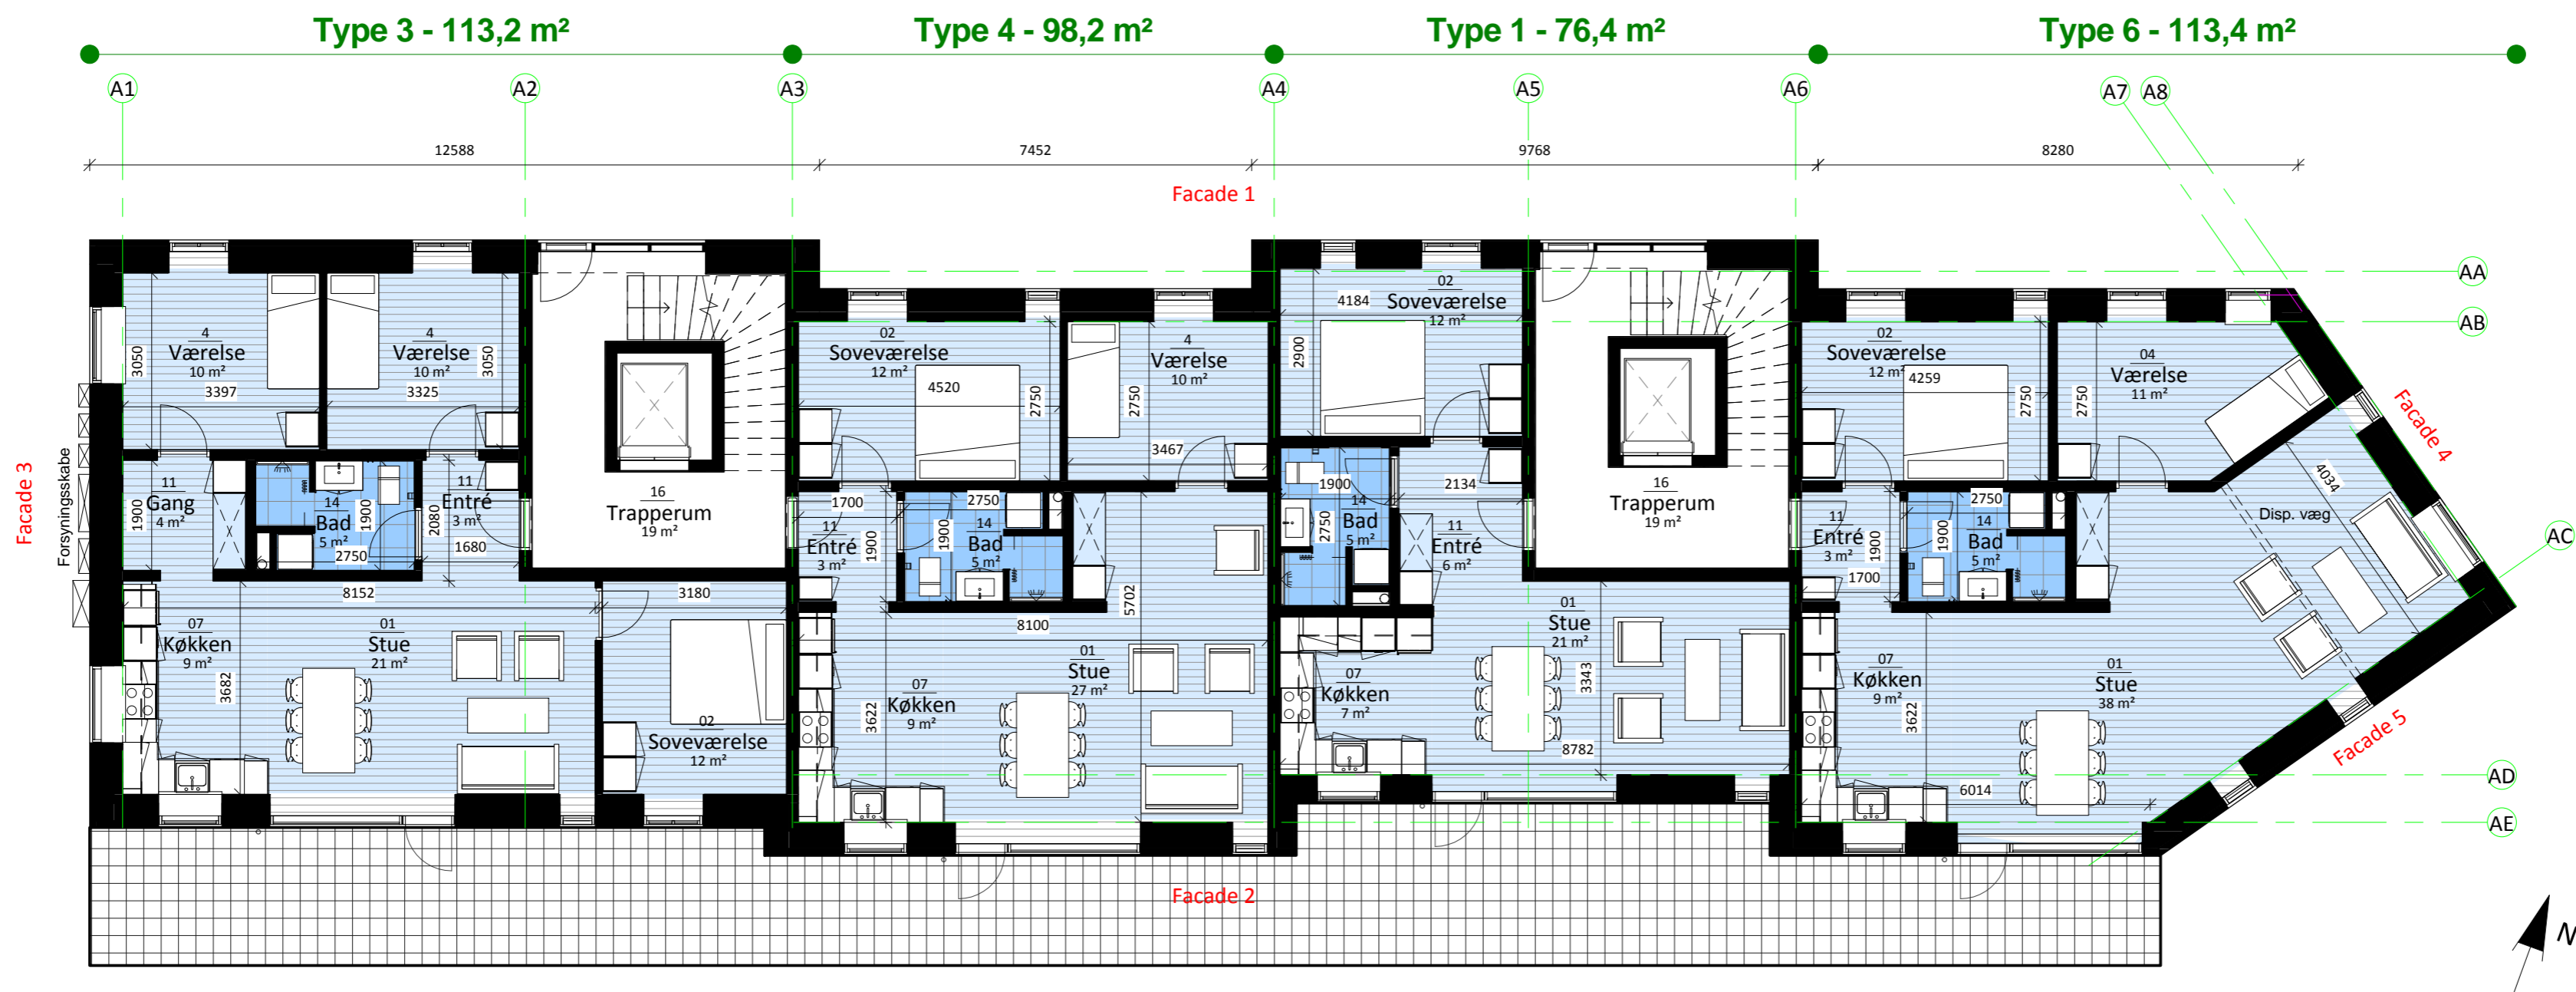 Type 3 - 113,2 m²
Type 4 - 98,2 m²
Type 1 - 76,4 m²
Type 6 - 113,4 m²
A1
A2
A3
A4
A5
A6
A7
A8
12588
7452
9768
8280
Facade 1
AA
AB
AC
AD
AE
Facade 3
Forsyningsskabe
4
Værelse
10 m²
3050
3397
4
Værelse
10 m²
3050
3325
11
Gang
4 m²
1900
14
Bad
5 m²
1900
2750
11
Entré
3 m²
2080
1680
16
Trapperum
19 m²
8152
3180
07
Køkken
9 m²
3682
01
Stue
21 m²
02
Soveværelse
12 m²
02
Soveværelse
12 m²
4520
2750
4
Værelse
10 m²
2750
3467
1700
11
Entré
3 m²
1900
2750
1900
14
Bad
5 m²
5702
8100
07
Køkken
9 m²
3622
01
Stue
27 m²
4184
02
Soveværelse
12 m²
2900
1900
14
Bad
5 m²
2750
2134
11
Entré
6 m²
16
Trapperum
19 m²
01
Stue
21 m²
3343
07
Køkken
7 m²
8782
02
Soveværelse
12 m²
4259
2750
04
Værelse
11 m²
2750
11
Entré
3 m²
1900
1700
2750
1900
14
Bad
5 m²
4034
Disp. væg
07
Køkken
9 m²
3622
01
Stue
38 m²
6014
Facade 4
Facade 5
Facade 2
N